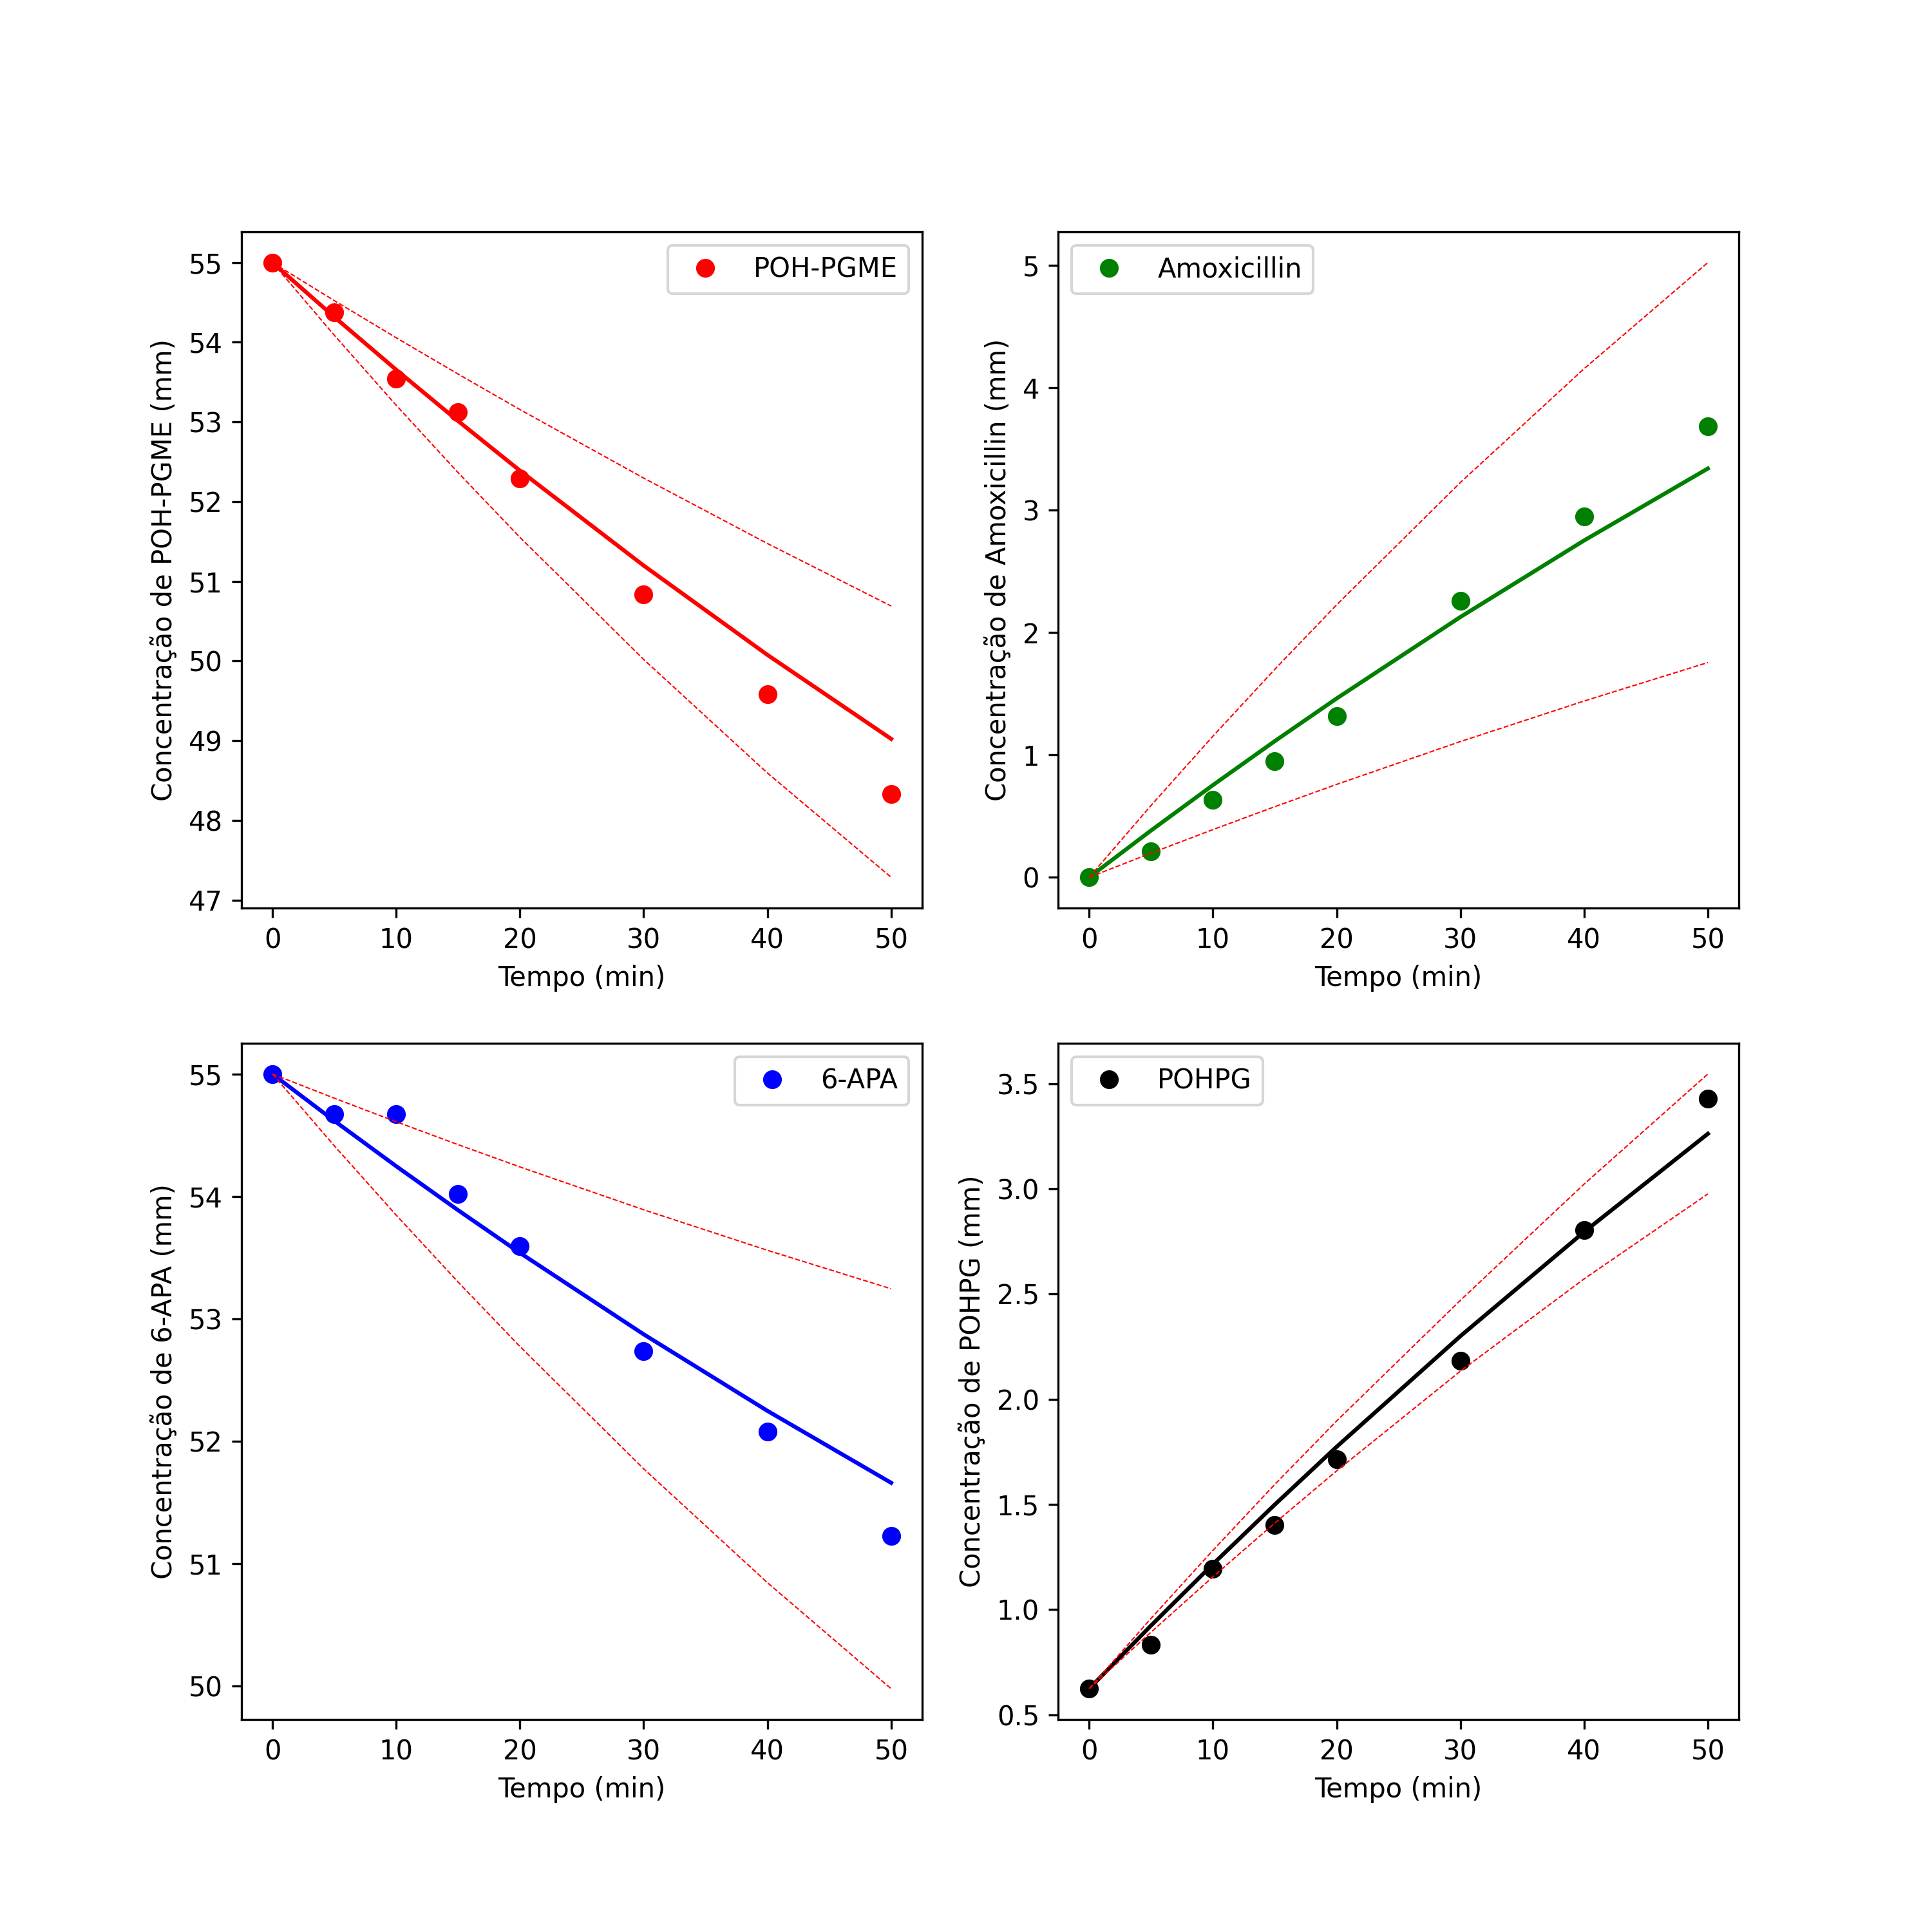 POH-PGME
55
54
53
52
51
50
49
48
47
Concentração de POH-PGME (mm)
0 10 20 30 40 50
Tempo (min)
Amoxicillin
5
4
3
2
1
0
Concentração de Amoxicillin (mm)
0 10 20 30 40 50
Tempo (min)
6-APA
55
54
53
52
51
50
Concentração de 6-APA (mm)
0 10 20 30 40 50
Tempo (min)
POHPG
3.5
3.0
2.5
2.0
1.5
1.0
0.5
Concentração de POHPG (mm)
0 10 20 30 40 50
Tempo (min)